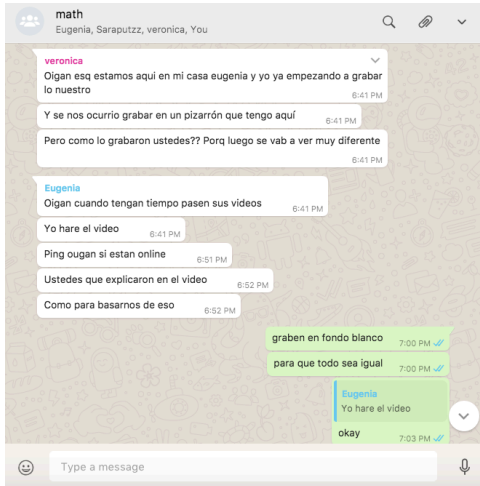 math
Eugenia, Saraputzz, veronica, You
veronica
Oigan esq estamos aqui en mi casa eugenia y yo ya empezando a grabar
lo nuestro
6:41 PM
Y se nos ocurrio grabar en un pizarrón que tengo aquí
6:41 PM
Pero como lo grabaron ustedes?? Porq luego se vab a ver muy diferente
6:41 PM
Eugenia
Oigan cuando tengan tiempo pasen sus videos
6:41 PM
Yo hare el video
6:41 PM
Ping ougan si estan online
6:51 PM
Ustedes que explicaron en el video
6:52 PM
Como para basarnos de eso
6:52 PM
graben en fondo blanco
7:00 PM
para que todo sea igual
7:00 PM
Eugenia
Yo hare el video
okay
7:03 PM
Type a message